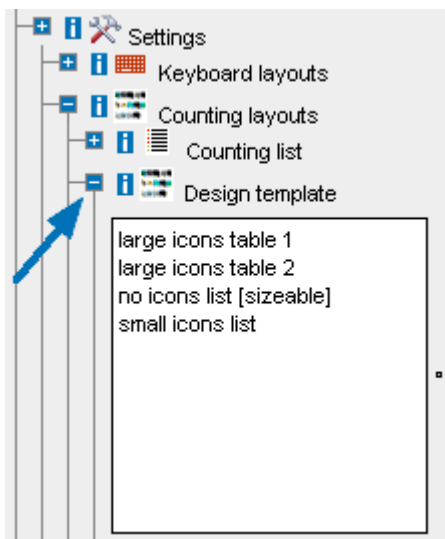 Settings
Keyboard layouts
Counting layouts
Counting list
Design template
large icons table 1
large icons table 2
no icons list [sizeable]
small icons list